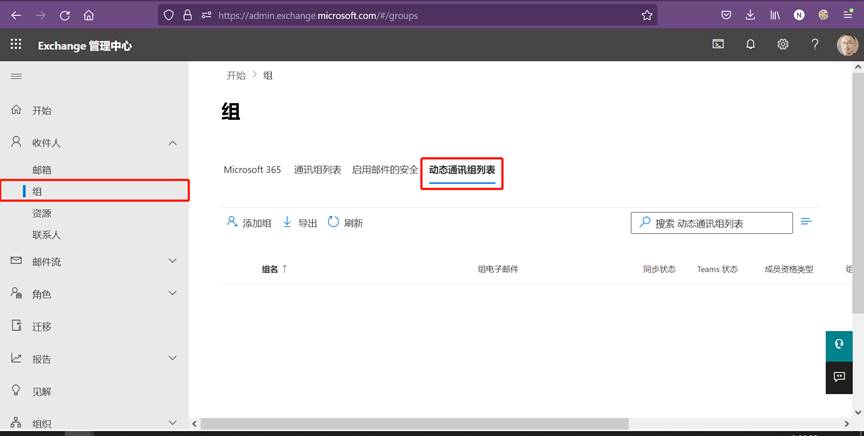 https://admin.exchange.microsoft.com/#/groups
N
Exchange 管理中心
开始 > 组
开始
组
收件人
Microsoft 365 通讯组列表 启用邮件的安全 动态通讯组列表
邮箱
组
资源
添加组 导出 刷新 搜索 动态通讯组列表
联系人
邮件流
组名 ↑ 组电子邮件 同步状态 Teams 状态 成员资格类型 组
角色
迁移
报告
见解
组织